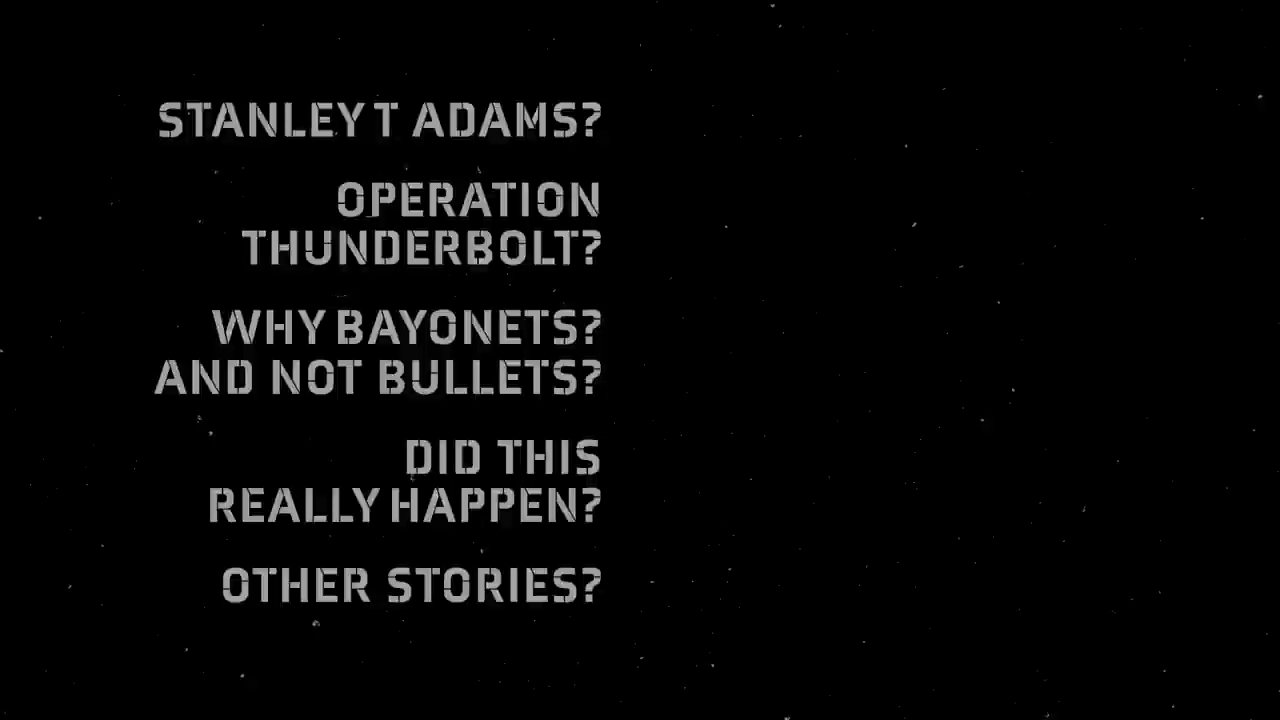 STANLEY T ADAMS?
OPERATION
THUNDERBOLT?
WHY BAYONETS?
AND NOT BULLETS?
DID THIS
REALLY HAPPEN?
OTHER STORIES?